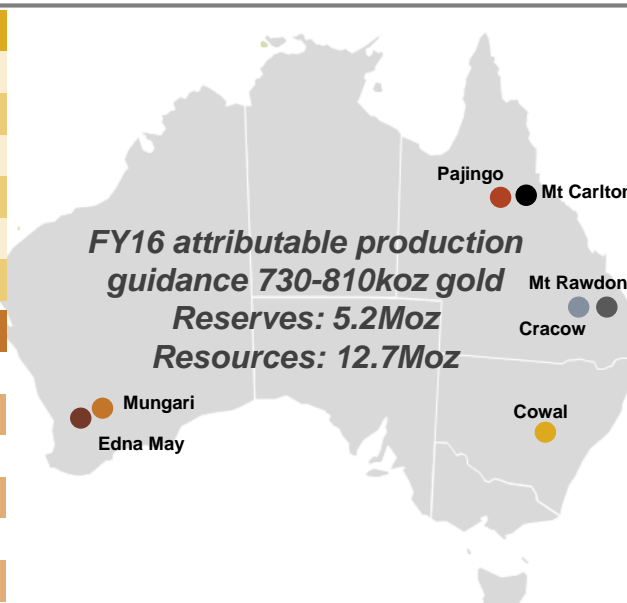 Pajingo
Mt Carlton
FY16 attributable production
guidance 730-810koz gold
Reserves: 5.2Moz
Resources: 12.7Moz
Mt Rawdon
Cracow
Mungari
Edna May
Cowal